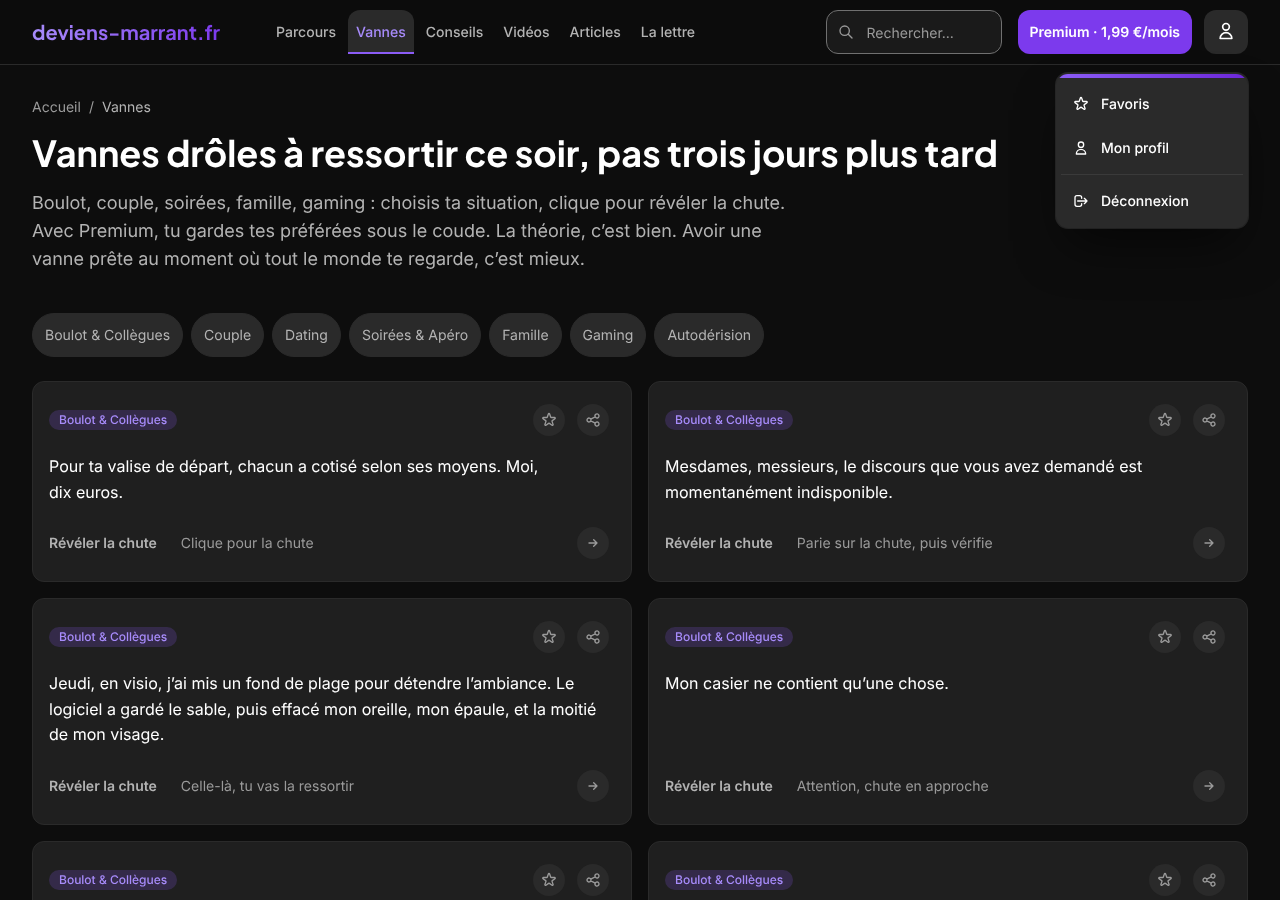 deviens-marrant.fr
Parcours
Vannes
Conseils
Vidéos
Articles
La lettre
Rechercher...
Premium · 1,99 €/mois
Favoris
Mon profil
Déconnexion
Accueil / Vannes
Vannes drôles à ressortir ce soir, pas trois jours plus tard
Boulot, couple, soirées, famille, gaming : choisis ta situation, clique pour révéler la chute.
Avec Premium, tu gardes tes préférées sous le coude. La théorie, c’est bien. Avoir une
vanne prête au moment où tout le monde te regarde, c’est mieux.
Boulot & Collègues
Couple
Dating
Soirées & Apéro
Famille
Gaming
Autodérision
Boulot & Collègues
Pour ta valise de départ, chacun a cotisé selon ses moyens. Moi,
dix euros.
Révéler la chute
Clique pour la chute
Boulot & Collègues
Mesdames, messieurs, le discours que vous avez demandé est
momentanément indisponible.
Révéler la chute
Parie sur la chute, puis vérifie
Boulot & Collègues
Jeudi, en visio, j’ai mis un fond de plage pour détendre l’ambiance. Le
logiciel a gardé le sable, puis effacé mon oreille, mon épaule, et la moitié
de mon visage.
Révéler la chute
Celle-là, tu vas la ressortir
Boulot & Collègues
Mon casier ne contient qu’une chose.
Révéler la chute
Attention, chute en approche
Boulot & Collègues
Boulot & Collègues